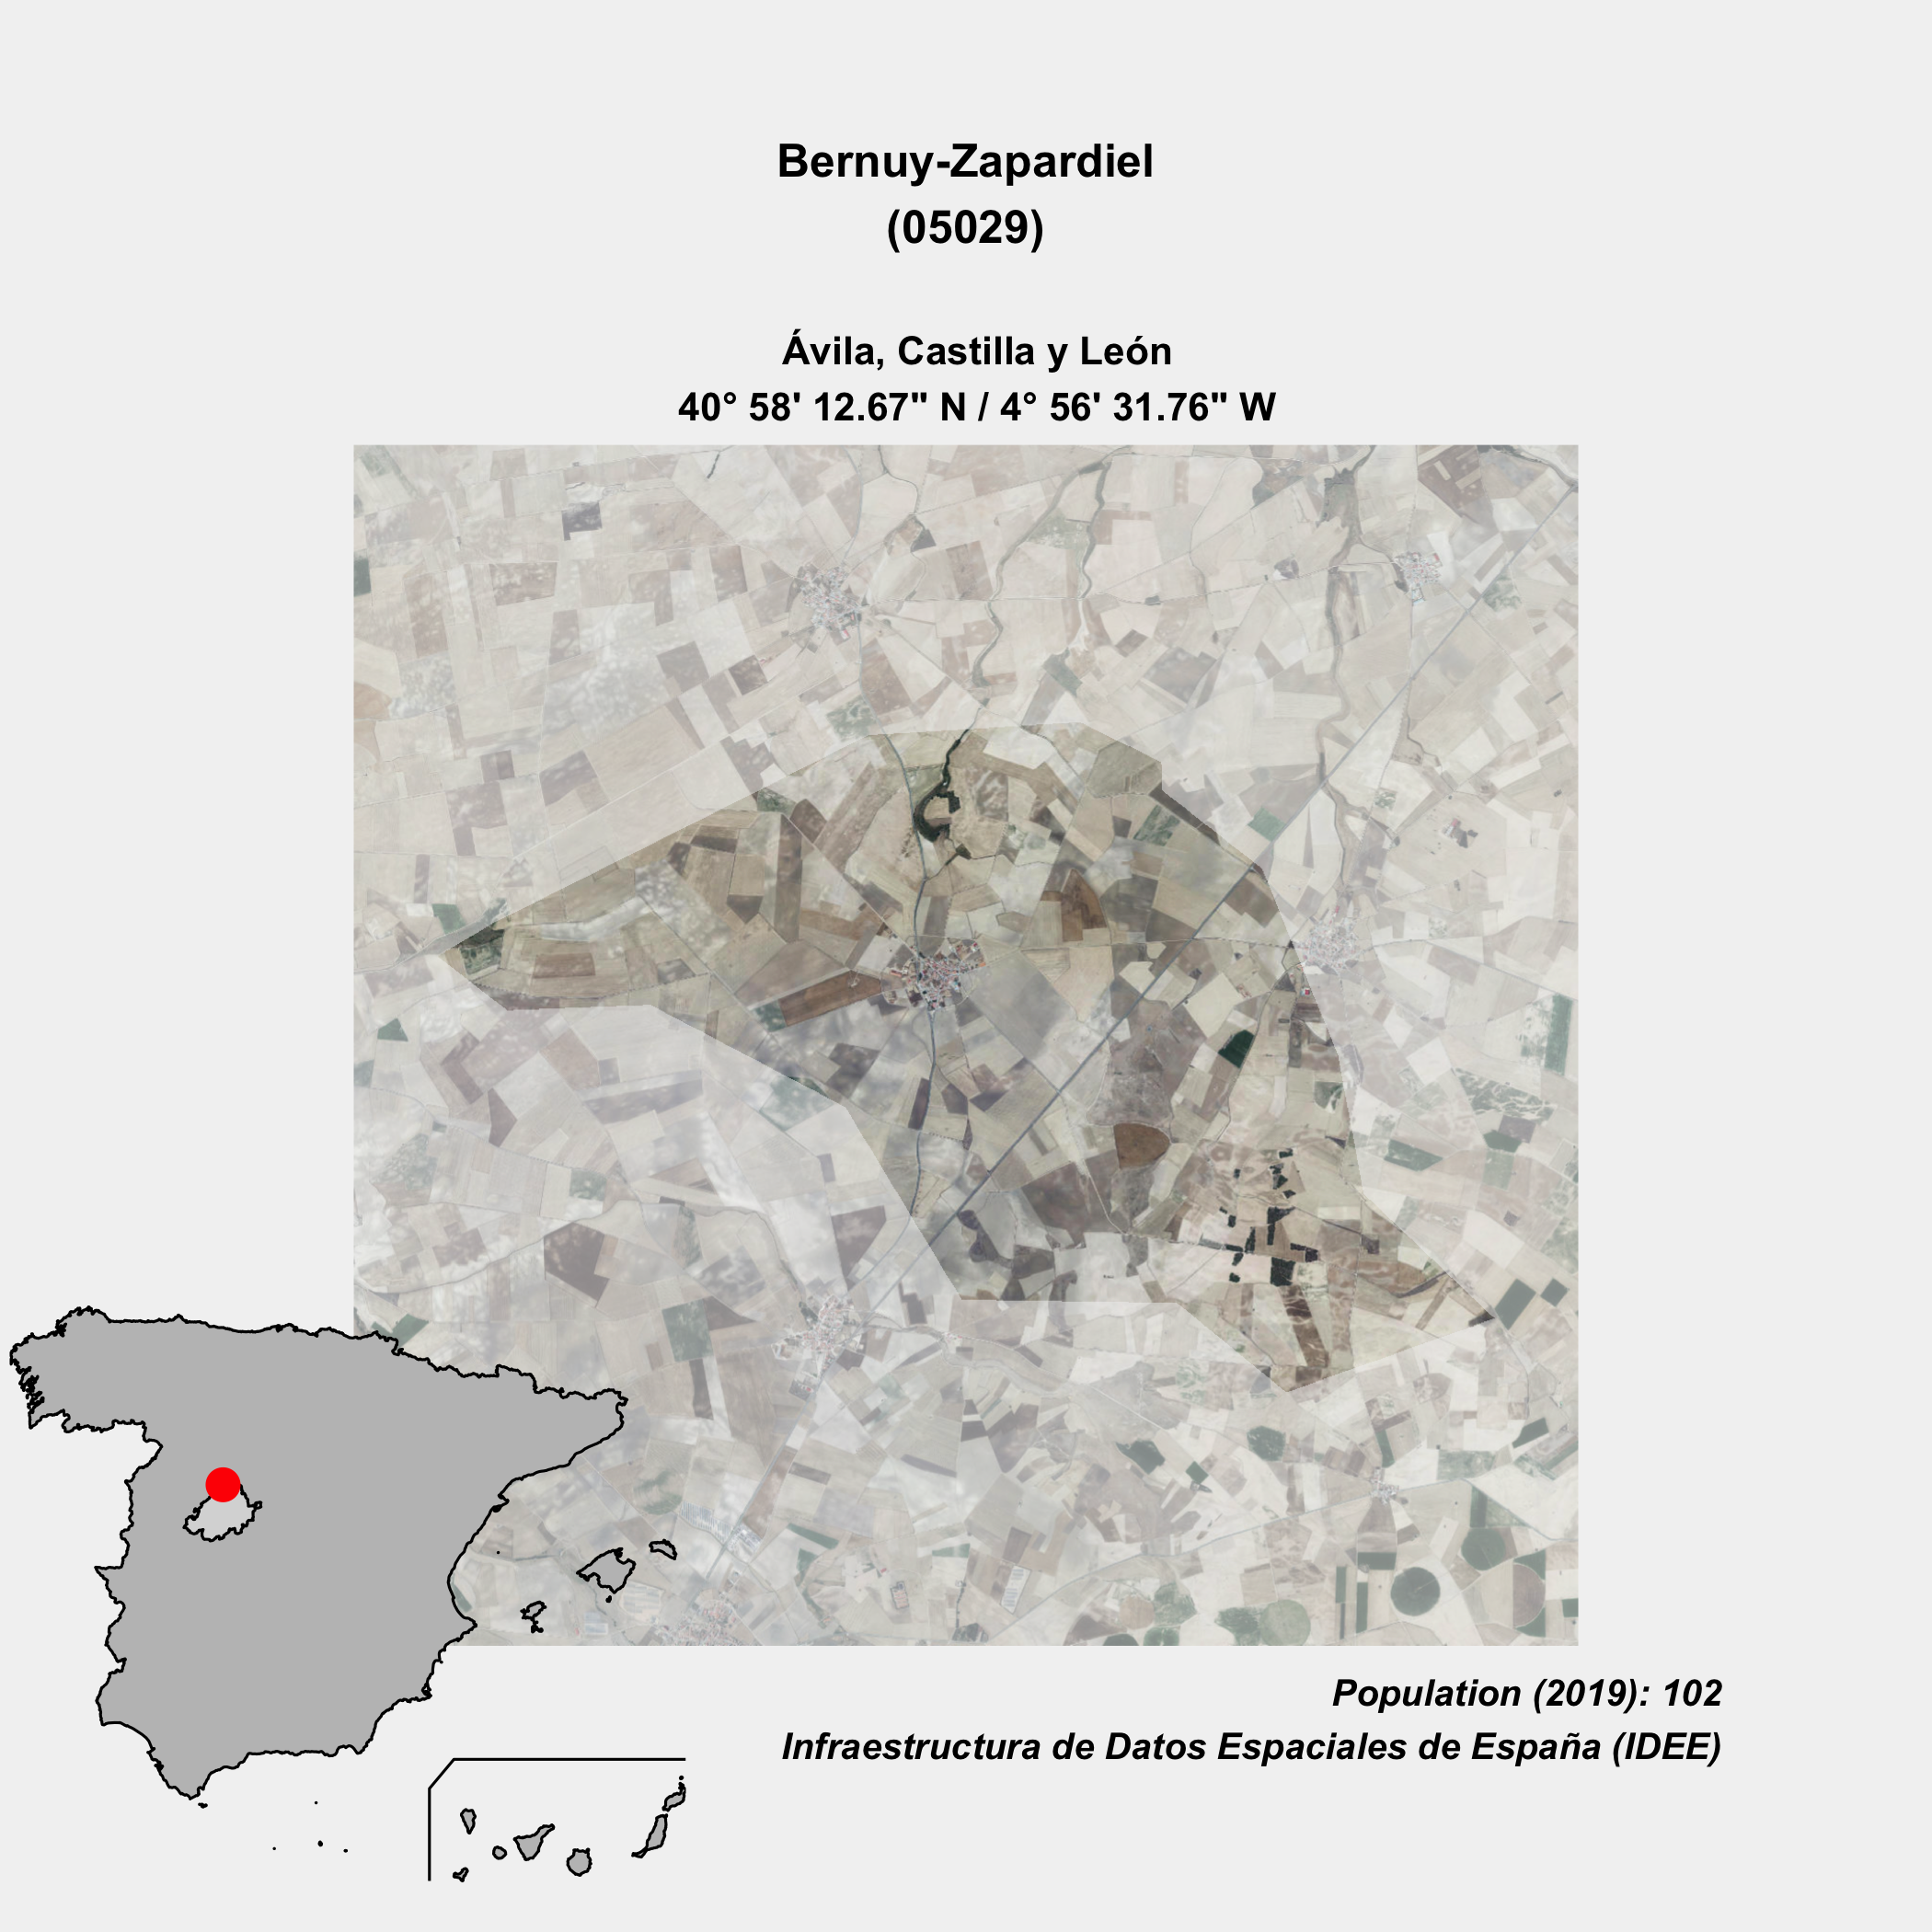 Bernuy-Zapardiel
(05029)
Ávila, Castilla y León
40° 58' 12.67" N / 4° 56' 31.76" W
Population (2019): 102
Infraestructura de Datos Espaciales de España (IDEE)